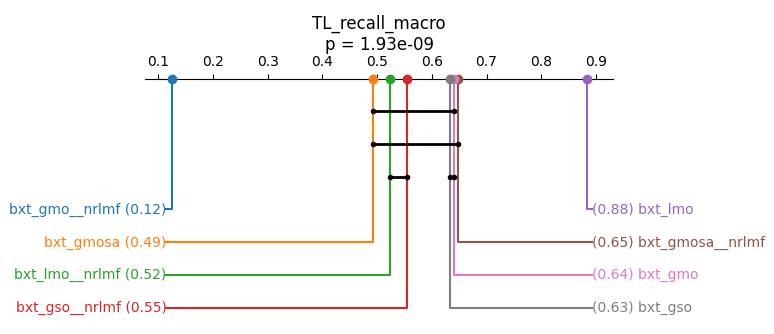 TL_recall_macro
p = 1.93e-09
0.1 0.2 0.3 0.4 0.5 0.6 0.7 0.8 0.9
bxt_gmo__nrlmf (0.12) (0.88) bxt_lmo
bxt_gmosa (0.49) (0.65) bxt_gmosa__nrlmf
bxt_lmo__nrlmf (0.52) (0.64) bxt_gmo
bxt_gso__nrlmf (0.55) (0.63) bxt_gso